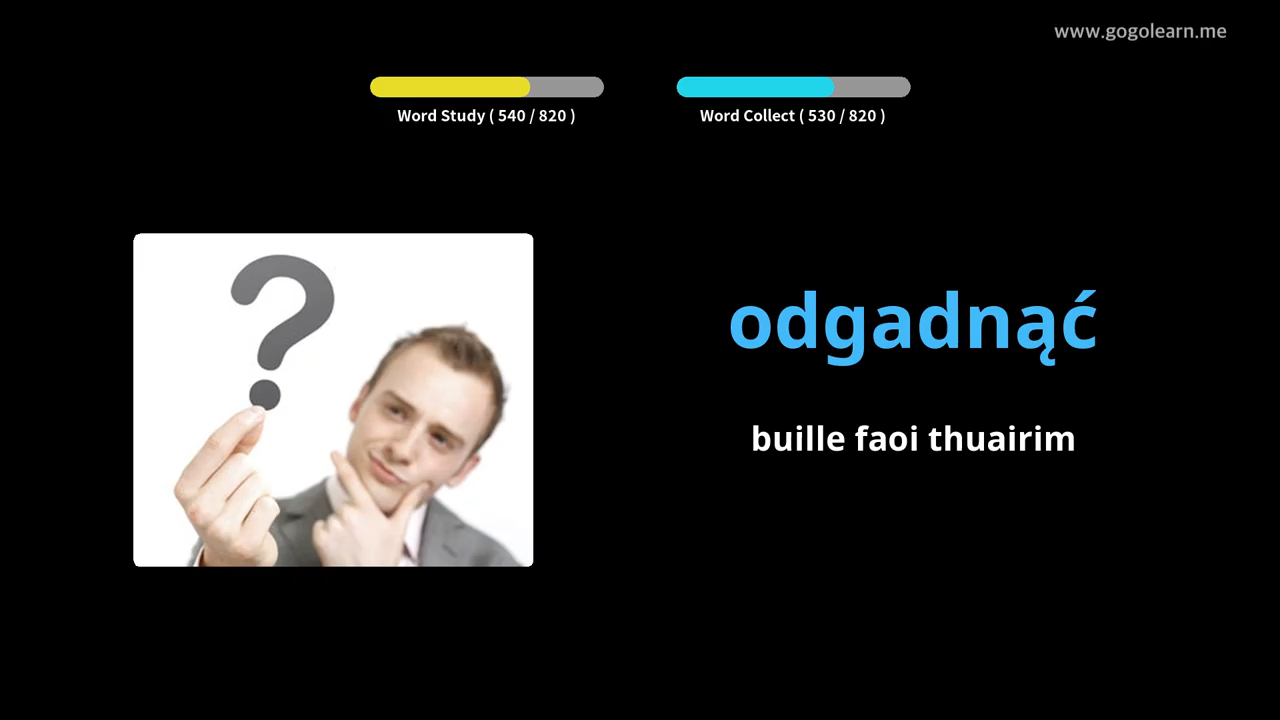 www.gogolearn.me
Word Study ( 540 / 820 )
Word Collect ( 530 / 820 )
?
odgadnąć
buille faoi thuairim